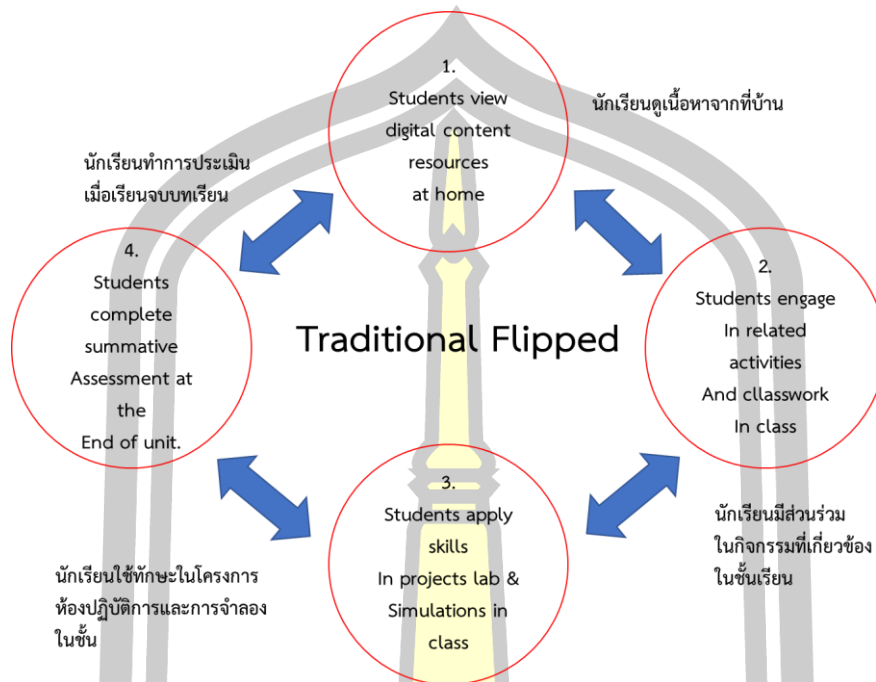 1.
Students view
digital content
resources
at home
นักเรียนดูเนื้อหาจากที่บ้าน
นักเรียนทำการประเมิน
เมื่อเรียนจบบทเรียน
4.
Students
complete
summative
Assessment at
the
End of unit.
Traditional Flipped
2.
Students engage
In related
activities
And cllasswork
In class
3.
Students apply
skills
In projects lab &
Simulations in
class
นักเรียนมีส่วนร่วม
ในกิจกรรมที่เกี่ยวข้อง
ในชั้นเรียน
นักเรียนใช้ทักษะในโครงการ
ห้องปฏิบัติการและการจำลอง
ในชั้น